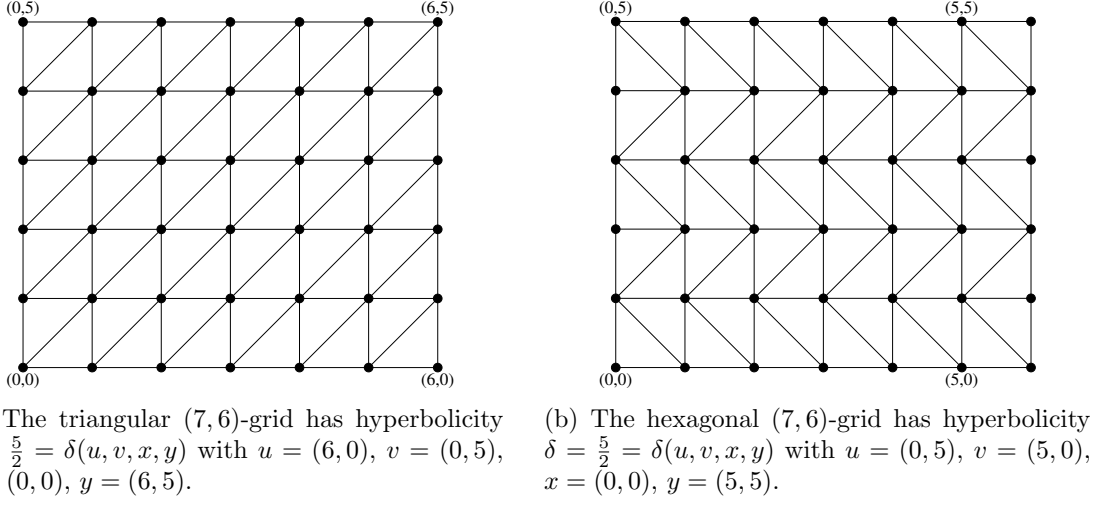 (0,5)
(6,5)
(0,0)
(6,0)
The triangular (7, 6)-grid has hyperbolicity
5/2 = δ(u, v, x, y) with u = (6, 0), v = (0, 5),
(0, 0), y = (6, 5).
(0,5)
(5,5)
(0,0)
(5,0)
(b) The hexagonal (7, 6)-grid has hyperbolicity
δ = 5/2 = δ(u, v, x, y) with u = (0, 5), v = (5, 0),
x = (0, 0), y = (5, 5).